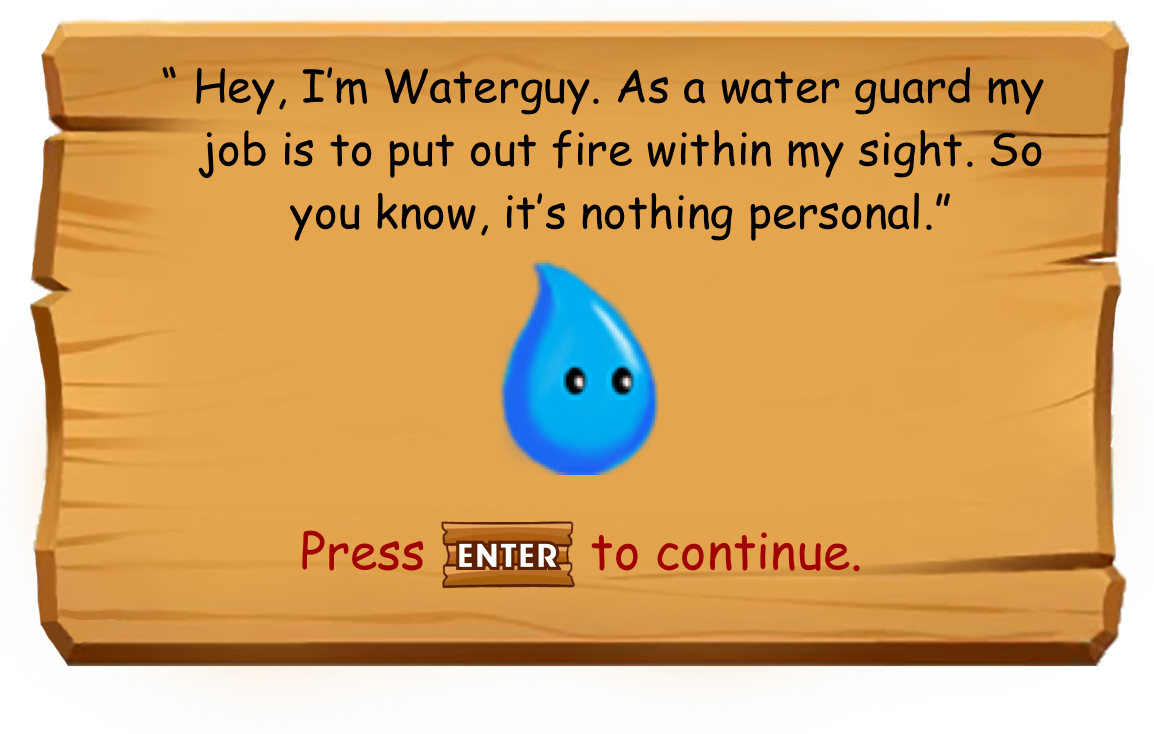 “ Hey, I’m Waterguy. As a water guard my
job is to put out fire within my sight. So
you know, it’s nothing personal.”
Press ENTER to continue.